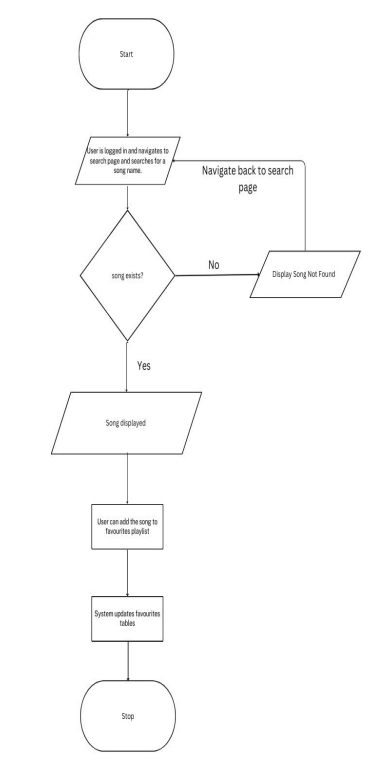 Start
User is logged in and navigates to
search page and searches for a
song name.
Navigate back to search
page
song exists?
No
Display Song Not Found
Yes
Song displayed
User can add the song to
favourites playlist
System updates favourites
tables
Stop